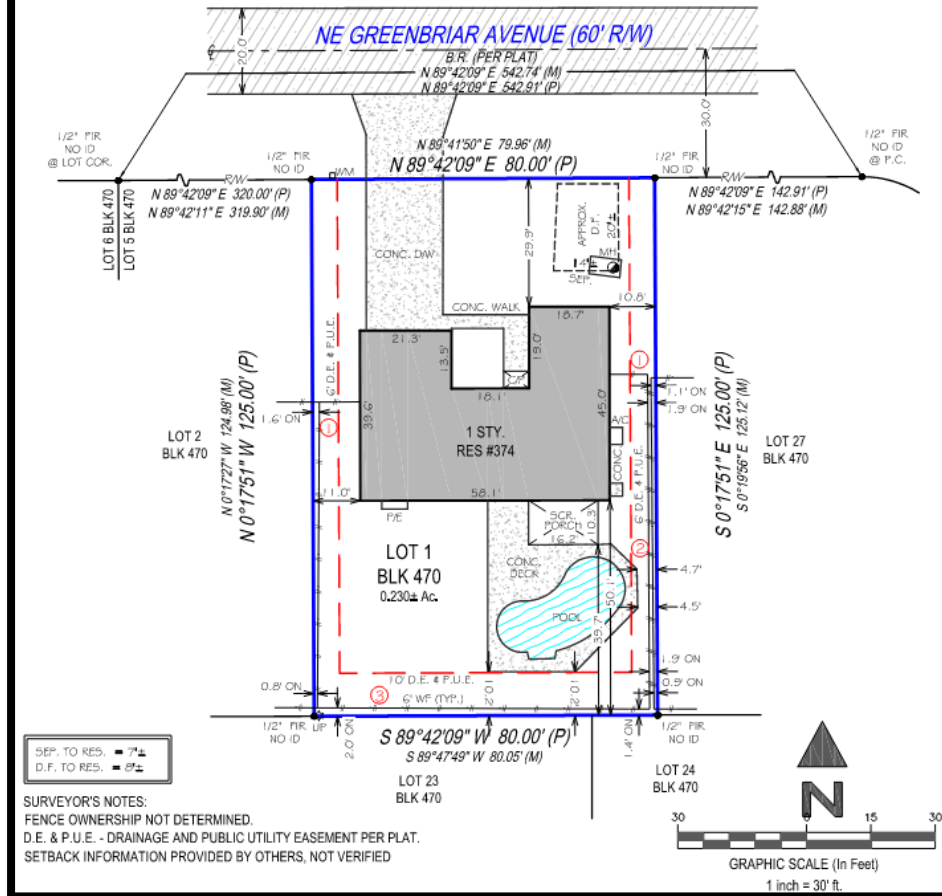 NE GREENBRIAR AVENUE (60' R/W)
20.0'
B.R. (PER PLAT)
N 89°42'09" E 542.74' (M)
N 89°42'09" E 542.91' (P)
30.0'
1/2" FIR
NO ID
@ LOT COR.
1/2" FIR
NO ID
WM
N 89°41'50" E 79.96' (M)
N 89°42'09" E 80.00' (P)
1/2" FIR
NO ID
1/2" FIR
NO ID
@ P.C.
R/W
N 89°42'09" E 320.00' (P)
N 89°42'11" E 319.90' (M)
R/W
N 89°42'09" E 142.91' (P)
N 89°42'15" E 142.88' (M)
LOT 6 BLK 470
LOT 5 BLK 470
CONC. D/W
29.9'
APPROX.
D.F.
20'±
MH
14'±
SEP.
CONC. WALK
18.7'
10.8'
21.3'
13.5'
19.0'
18.1'
6' D.E. & P.U.E.
1
1.1' ON
1.9' ON
1.6' ON
1
39.6'
45.0'
A/C
CONC.
1 STY.
RES #374
LOT 2
BLK 470
N 0°17'27" W 124.98' (M)
N 0°17'51" W 125.00' (P)
S 0°17'51" E 125.00' (P)
S 0°19'56" E 125.12' (M)
LOT 27
BLK 470
11.0'
58.1'
P/E
SCR.
PORCH
10.3'
16.2'
6' D.E. & P.U.E.
2
LOT 1
BLK 470
0.230± Ac.
CONC.
DECK
POOL
4.7'
4.5'
50.1'
39.7'
10' D.E. & P.U.E.
1.9' ON
0.9' ON
0.8' ON
3
6' WF (TYP.)
10.2'
10.2'
2.0' ON
1.4' ON
1/2" FIR
NO ID
UP
S 89°42'09" W 80.00' (P)
S 89°47'49" W 80.05' (M)
1/2" FIR
NO ID
LOT 23
BLK 470
LOT 24
BLK 470
SEP. TO RES. = 7'±
D.F. TO RES. = 8'±
SURVEYOR'S NOTES:
FENCE OWNERSHIP NOT DETERMINED.
D.E. & P.U.E. - DRAINAGE AND PUBLIC UTILITY EASEMENT PER PLAT.
SETBACK INFORMATION PROVIDED BY OTHERS, NOT VERIFIED
N
30 0 15 30
GRAPHIC SCALE (In Feet)
1 inch = 30' ft.